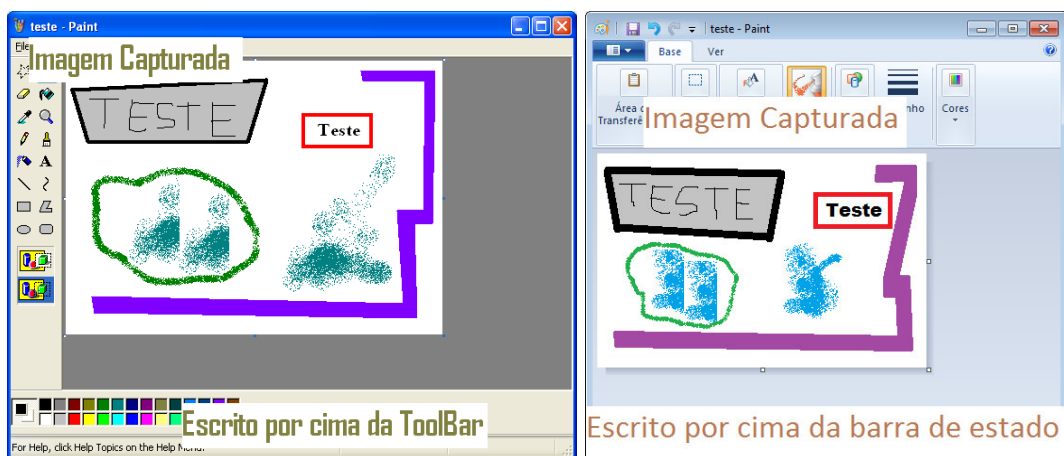 teste - Paint
File
Imagem Capturada
TESTE
Teste
A
Escrito por cima da ToolBar
For Help, click Help Topics on the Help Menu.
teste - Paint
Base Ver
Área
Transferê
Cores
Imagem Capturada
TESTE
Teste
Escrito por cima da barra de estado